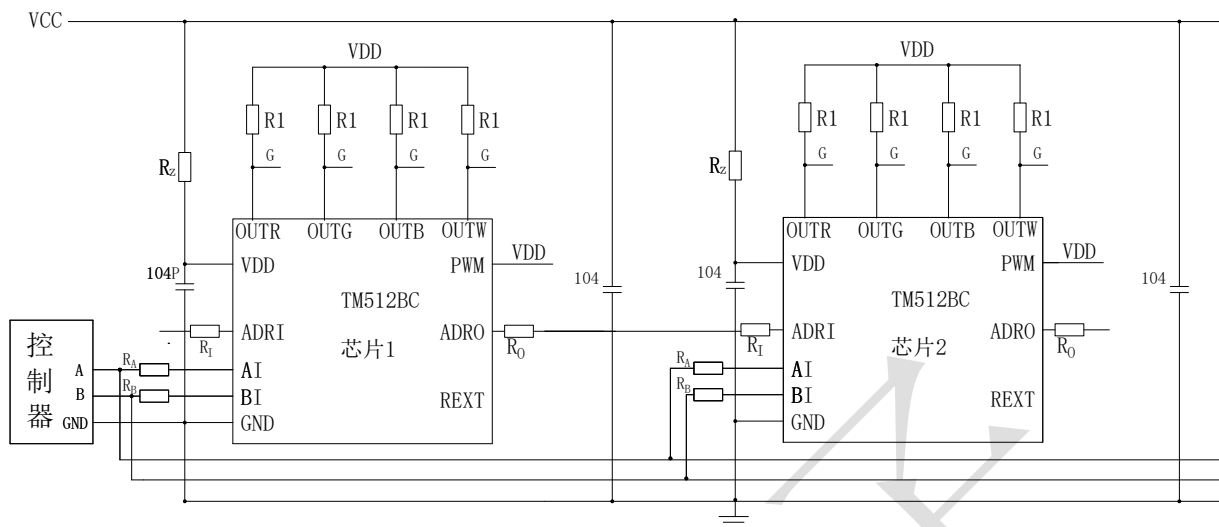 VCC
VDD
R1
R1
R1
R1
G
G
G
G
RZ
OUTR
OUTG
OUTB
OUTW
VDD
PWM
VDD
104P
TM512BC
芯片1
ADRI
ADRO
RI
RO
AI
BI
REXT
GND
控制器
A
B
GND
RA
RB
104
VDD
R1
R1
R1
R1
G
G
G
G
RZ
OUTR
OUTG
OUTB
OUTW
VDD
PWM
VDD
104
TM512BC
芯片2
ADRI
ADRO
RI
RO
RA
AI
RB
BI
REXT
GND
104